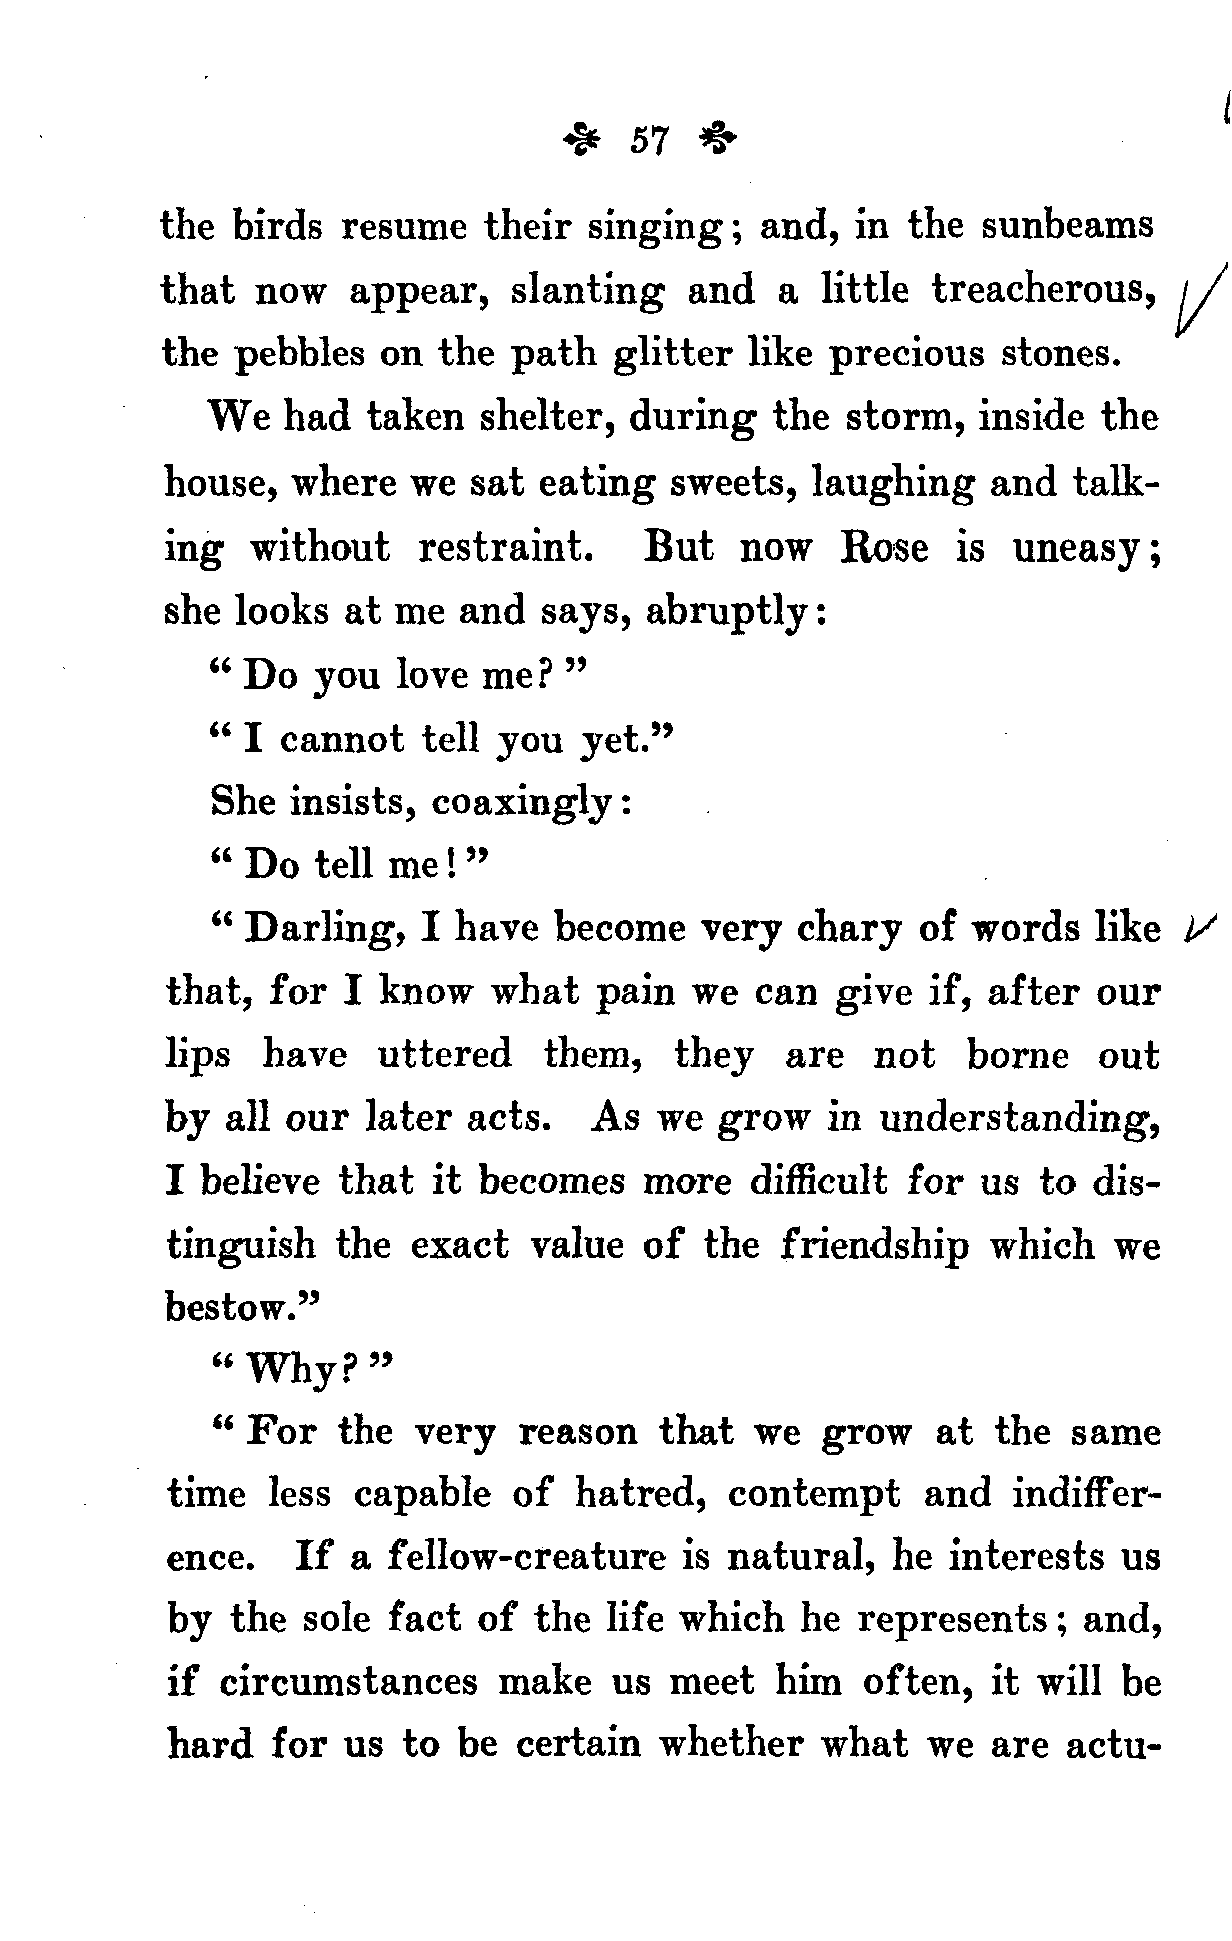 57
the birds resume their singing; and, in the sunbeams
that now appear, slanting and a little treacherous,
the pebbles on the path glitter like precious stones.
We had taken shelter, during the storm, inside the
house, where we sat eating sweets, laughing and talk-
ing without restraint. But now Rose is uneasy;
she looks at me and says, abruptly:
“Do you love me?”
“I cannot tell you yet.”
She insists, coaxingly:
“Do tell me!”
“Darling, I have become very chary of words like
that, for I know what pain we can give if, after our
lips have uttered them, they are not borne out
by all our later acts. As we grow in understanding,
I believe that it becomes more difficult for us to dis-
tinguish the exact value of the friendship which we
bestow.”
“Why?”
“For the very reason that we grow at the same
time less capable of hatred, contempt and indiffer-
ence. If a fellow-creature is natural, he interests us
by the sole fact of the life which he represents; and,
if circumstances make us meet him often, it will be
hard for us to be certain whether what we are actu-